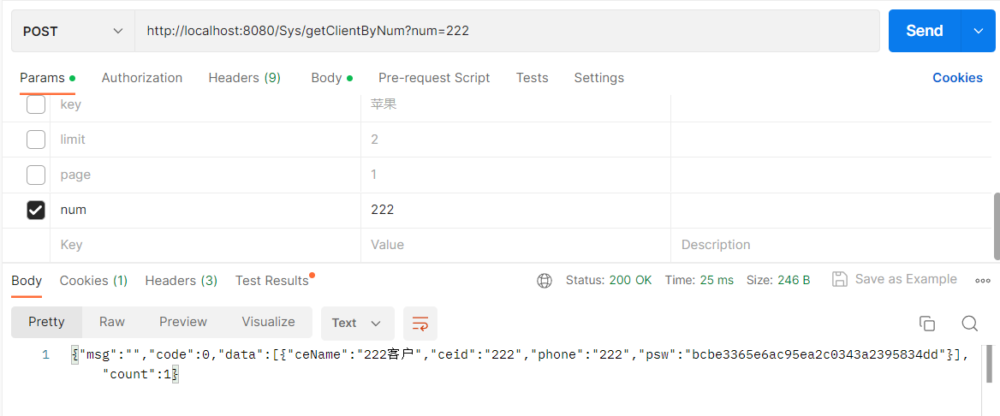 POST http://localhost:8080/Sys/getClientByNum?num=222 Send
Params Authorization Headers (9) Body Pre-request Script Tests Settings Cookies
key 苹果
limit 2
page 1
num 222
Key Value Description
Body Cookies (1) Headers (3) Test Results Status: 200 OK Time: 25 ms Size: 246 B Save as Example
Pretty Raw Preview Visualize Text
1 {"msg":"","code":0,"data":[{"ceName":"222客户","ceid":"222","phone":"222","psw":"bcbe3365e6ac95ea2c0343a2395834dd"}],
"count":1}